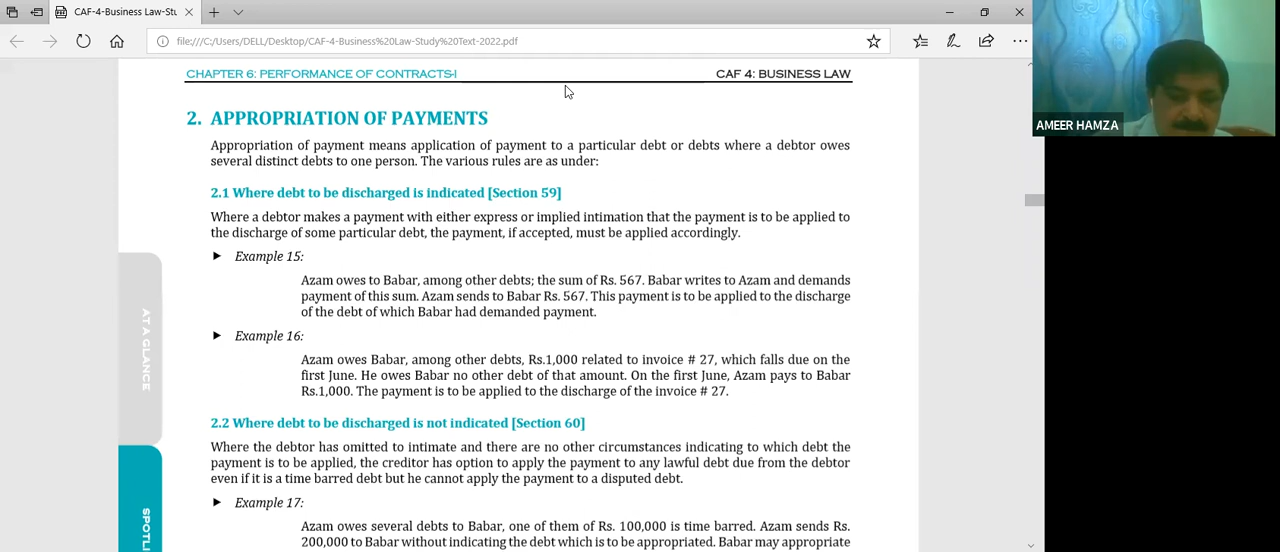 CAF-4-Business Law-Stu
file:///C:/Users/DELL/Desktop/CAF-4-Business%20Law-Study%20Text-2022.pdf
AMEER HAMZA
CHAPTER 6: PERFORMANCE OF CONTRACTS-I CAF 4: BUSINESS LAW
2. APPROPRIATION OF PAYMENTS
Appropriation of payment means application of payment to a particular debt or debts where a debtor owes
several distinct debts to one person. The various rules are as under:
2.1 Where debt to be discharged is indicated [Section 59]
Where a debtor makes a payment with either express or implied intimation that the payment is to be applied to
the discharge of some particular debt, the payment, if accepted, must be applied accordingly.
Example 15:
Azam owes to Babar, among other debts; the sum of Rs. 567. Babar writes to Azam and demands
payment of this sum. Azam sends to Babar Rs. 567. This payment is to be applied to the discharge
of the debt of which Babar had demanded payment.
Example 16:
Azam owes Babar, among other debts, Rs.1,000 related to invoice # 27, which falls due on the
first June. He owes Babar no other debt of that amount. On the first June, Azam pays to Babar
Rs.1,000. The payment is to be applied to the discharge of the invoice # 27.
2.2 Where debt to be discharged is not indicated [Section 60]
Where the debtor has omitted to intimate and there are no other circumstances indicating to which debt the
payment is to be applied, the creditor has option to apply the payment to any lawful debt due from the debtor
even if it is a time barred debt but he cannot apply the payment to a disputed debt.
Example 17:
Azam owes several debts to Babar, one of them of Rs. 100,000 is time barred. Azam sends Rs.
200,000 to Babar without indicating the debt which is to be appropriated. Babar may appropriate
AT A GLANCE
SPOTLI